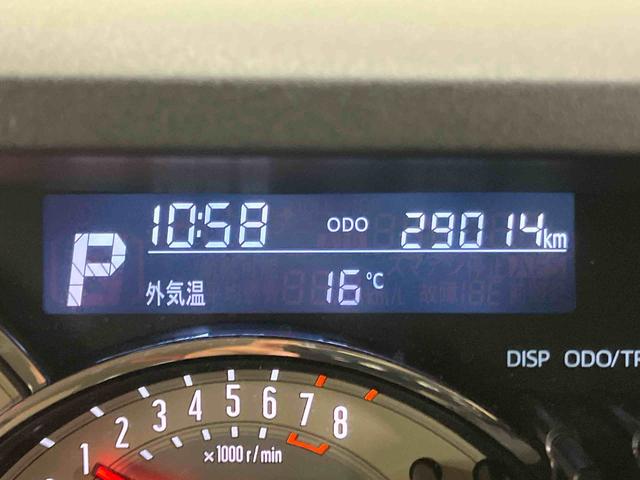 P 10:58 ODO 29014km
外気温 16℃
DISP ODO/TR
1 2 3 4 5 6 7 8
×1000 r/min